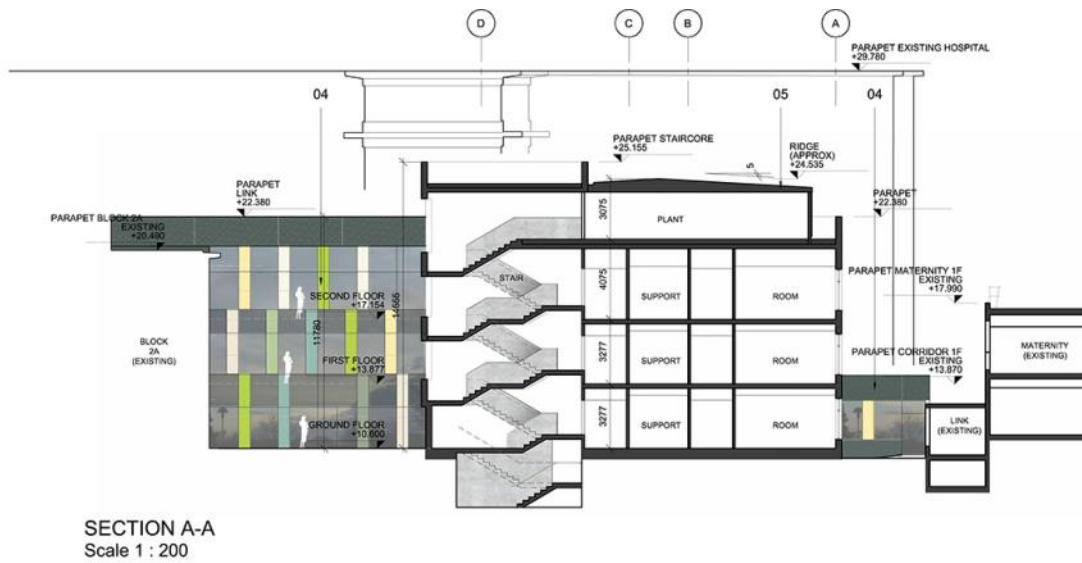 D
C
B
A
PARAPET EXISTING HOSPITAL
+29.780
04
05
04
PARAPET STAIRCORE
+25.155
RIDGE
(APPROX)
+24.535
5
PARAPET
LINK
+22.380
PARAPET
+22.380
PARAPET BLOCK 2A
EXISTING
+20.490
3075
PLANT
STAIR
4075
SUPPORT
ROOM
PARAPET MATERNITY 1F
EXISTING
+17.990
SECOND FLOOR
+17.154
11780
14666
BLOCK
2A
(EXISTING)
3277
SUPPORT
ROOM
PARAPET CORRIDOR 1F
EXISTING
+13.870
MATERNITY
(EXISTING)
FIRST FLOOR
+13.877
3277
SUPPORT
ROOM
LINK
(EXISTING)
GROUND FLOOR
+10.600
SECTION A-A
Scale 1 : 200